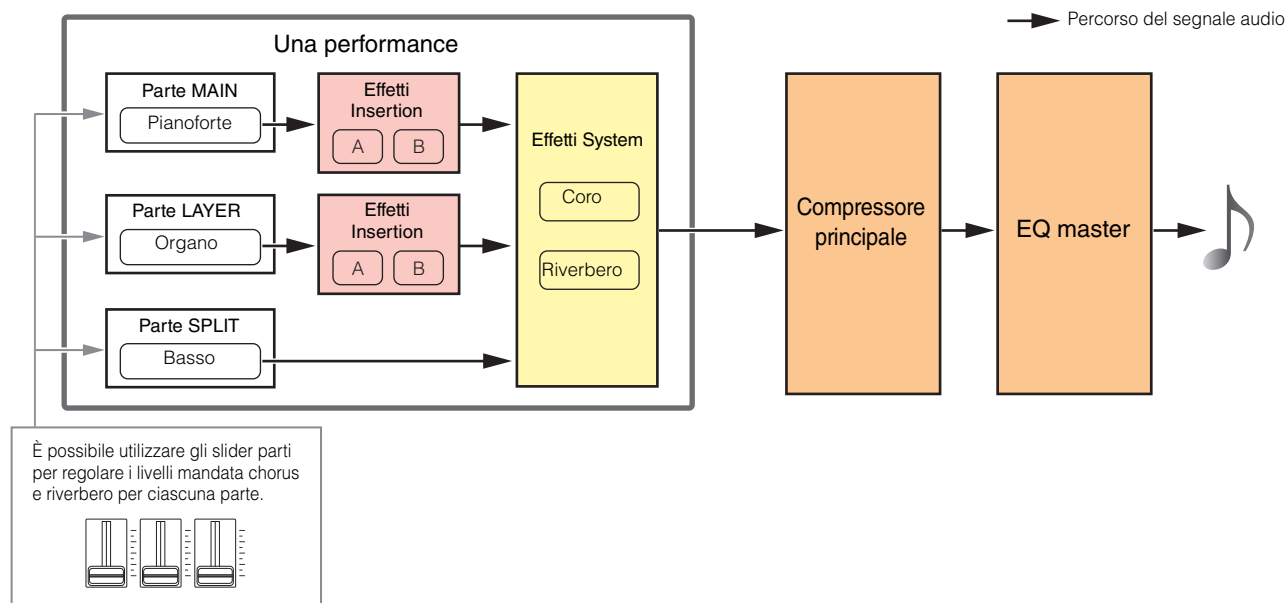 Percorso del segnale audio
Una performance
Parte MAIN
Pianoforte
Effetti
Insertion
A
B
Parte LAYER
Organo
Effetti
Insertion
A
B
Parte SPLIT
Basso
Effetti System
Coro
Riverbero
Compressore
principale
EQ master
È possibile utilizzare gli slider parti
per regolare i livelli mandata chorus
e riverbero per ciascuna parte.